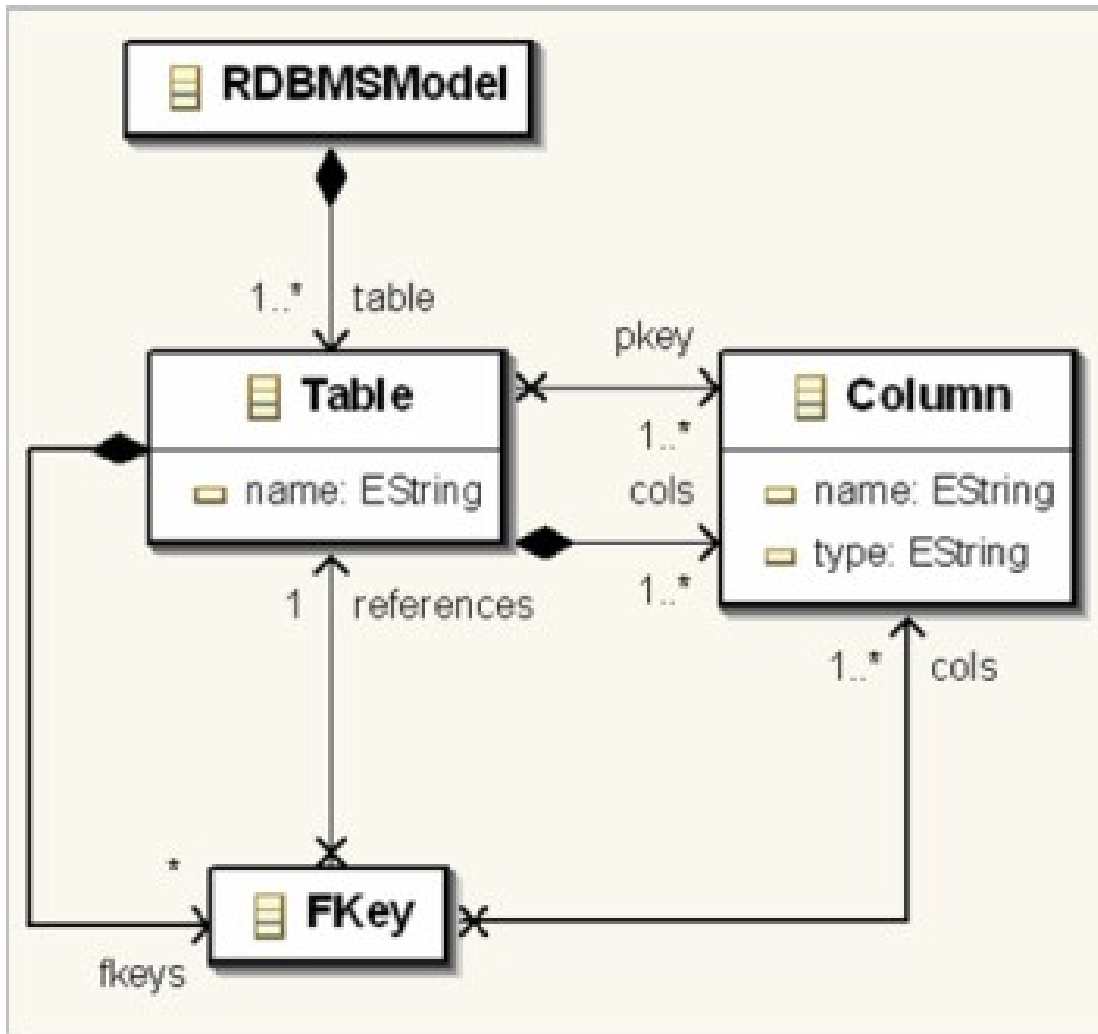 RDBMSModel
1..* table
pkey
Table
Column
1..*
name: EString
cols
name: EString
type: EString
1..*
1 references
1..* cols
*
FKey
fkeys